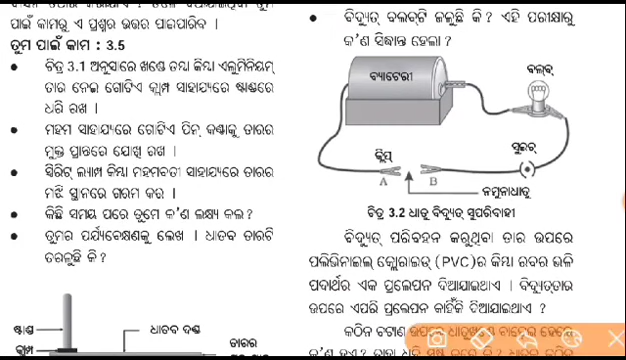 ପାଇଁ କାମରୁ ଏ ପ୍ରଶ୍ନର ଉତ୍ତର ପାଇପାରିବ ।
ତୁମ ପାଇଁ କାମ : 3.5
● ଚିତ୍ର 3.1 ଅନୁସାରେ ଖଣ୍ଡେ ତମ୍ବା କିମ୍ବା ଏଲୁମିନିୟମ୍
ତାର ନେଇ ଗୋଟିଏ କ୍ଲାମ୍ପ ସାହାଯ୍ୟରେ ଷ୍ଟାଣ୍ଡରେ
ଧରି ରଖ ।
● ମହମ ସାହାଯ୍ୟରେ ଗୋଟିଏ ପିନ୍ କଣ୍ଟାକୁ ତାରର
ମୁକ୍ତ ପ୍ରାନ୍ତରେ ଯୋଖି ରଖ ।
● ସ୍ପିରିଟ୍ ଲ୍ୟାମ୍ପ କିମ୍ବା ମହମବତୀ ସାହାଯ୍ୟରେ ତାରର
ମଝି ସ୍ଥାନରେ ଗରମ କର ।
● କିଛି ସମୟ ପରେ ତୁମେ କ'ଣ ଲକ୍ଷ୍ୟ କଲ ?
● ତୁମର ପର୍ଯ୍ୟବେକ୍ଷଣକୁ ଲେଖ । ଧାତବ ତାରଟି
ତରଳୁଛି କି ?
ଷ୍ଟାଣ୍ଡ
କ୍ଲାମ୍ପ
ଧାତବ ଦଣ୍ଡ
ତାରର
● ବିଦ୍ୟୁତ୍ ବଲବ୍‌ଟି ଜଳୁଛି କି ? ଏହି ପରୀକ୍ଷାରୁ
କ'ଣ ସିଦ୍ଧାନ୍ତ ହେଲା ?
ବ୍ୟାଟେରୀ
ବଲ୍‌ବ୍
କ୍ଲିପ୍
ସୁଇଚ୍
A B
ନମୁନାଧାତୁ
ଚିତ୍ର 3.2 ଧାତୁ ବିଦ୍ୟୁତ୍ ସୁପରିବାହୀ
ବିଦ୍ୟୁତ୍ ପରିବହନ କରୁଥିବା ତାର ଉପରେ
ପଲିଭିନାଇଲ୍ କ୍ଲୋରାଇଡ୍ (PVC)ର କିମ୍ବା ରବର ଭଳି
ପଦାର୍ଥର ଏକ ପ୍ରଲେପନ ଦିଆଯାଇଥାଏ । ବିଦ୍ୟୁତ୍‌ତାର
ଉପରେ ଏପରି ପ୍ରଲେପନ କାହିଁକି ଦିଆଯାଇଥାଏ ?
କଠିନ ଚଟାଣ